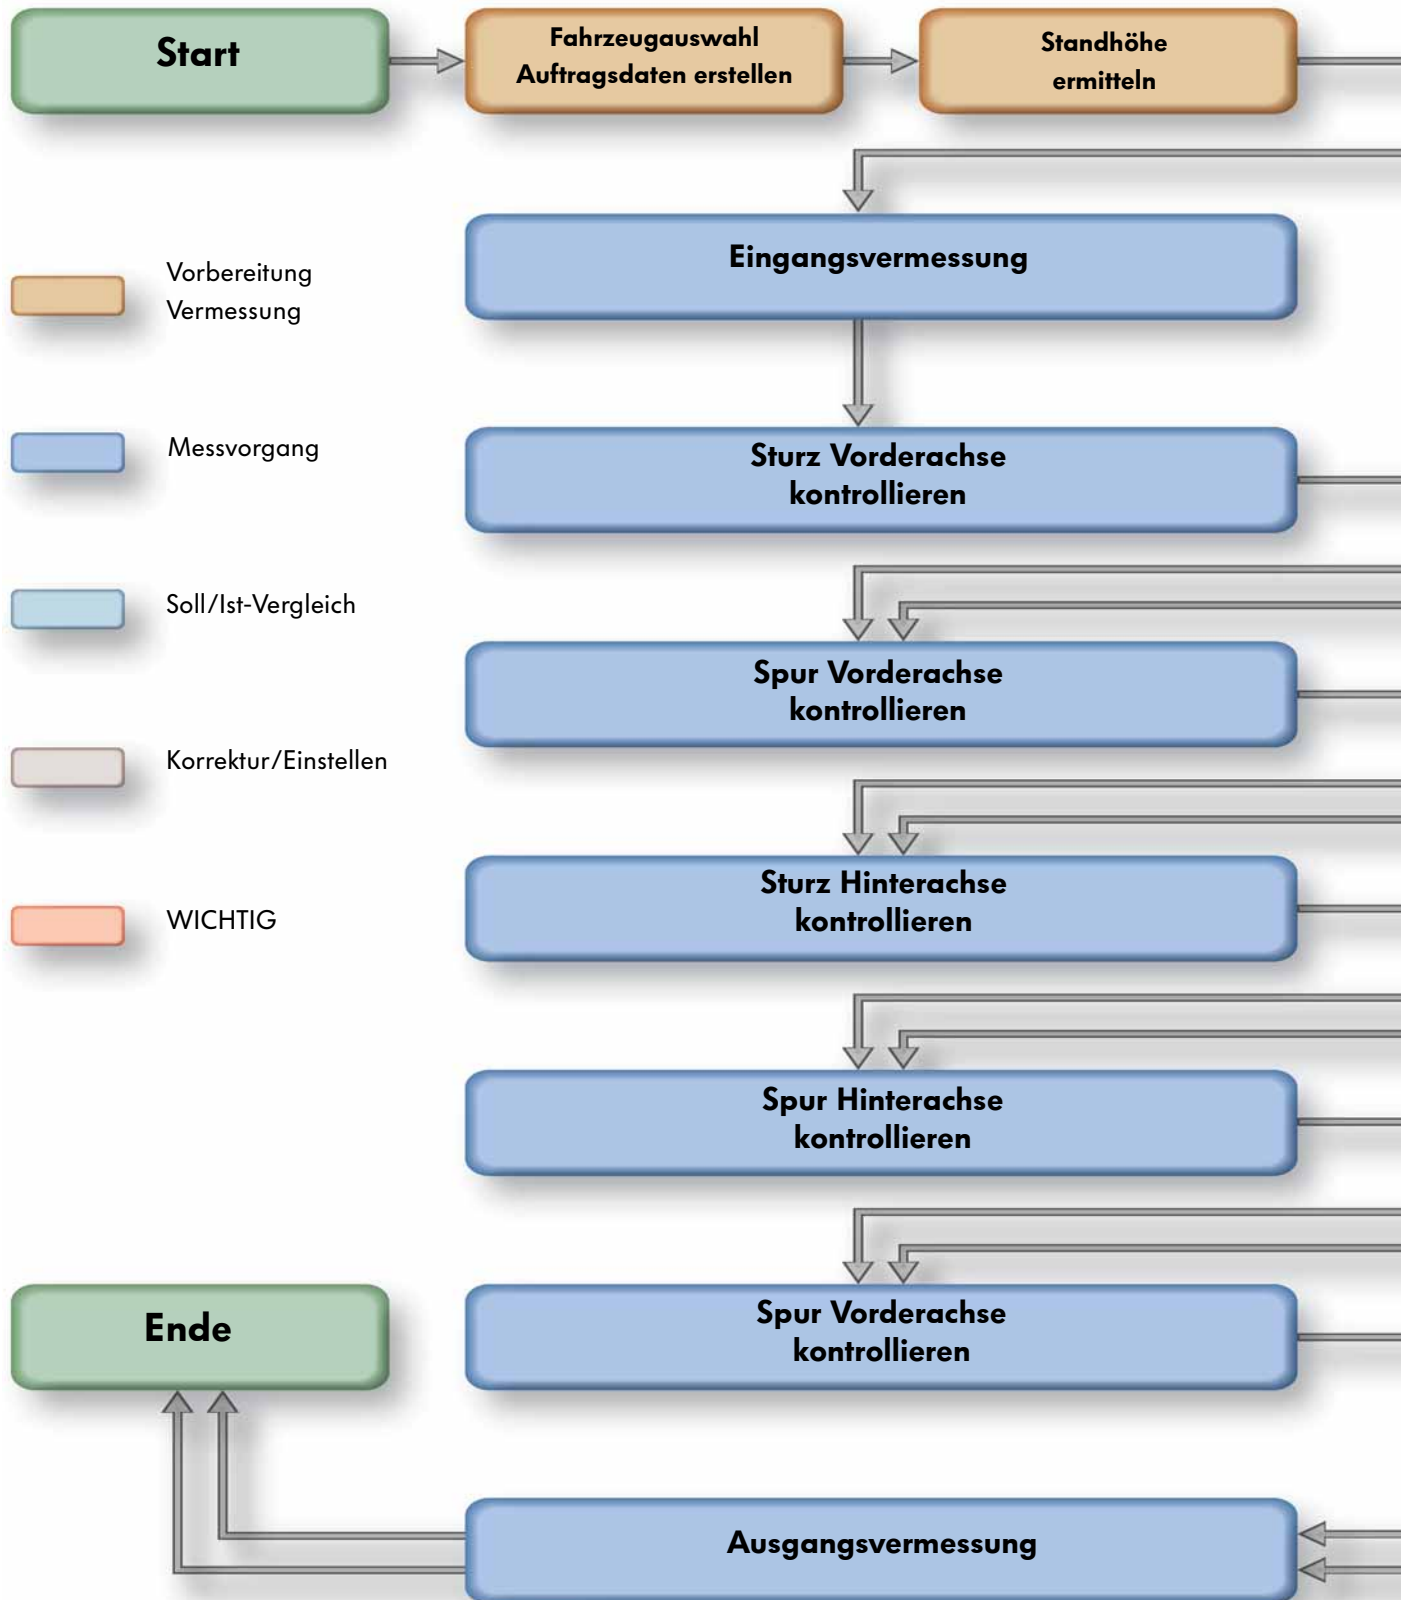 Start
Fahrzeugauswahl
Auftragsdaten erstellen
Standhöhe
ermitteln
Eingangsvermessung
Vorbereitung
Vermessung
Messvorgang
Sturz Vorderachse
kontrollieren
Soll/Ist-Vergleich
Spur Vorderachse
kontrollieren
Korrektur/Einstellen
Sturz Hinterachse
kontrollieren
WICHTIG
Spur Hinterachse
kontrollieren
Ende
Spur Vorderachse
kontrollieren
Ausgangsvermessung